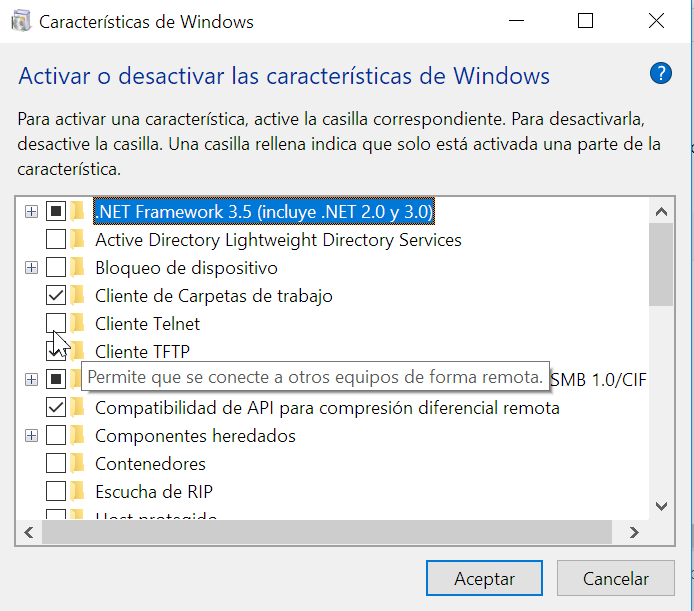 Características de Windows
Activar o desactivar las características de Windows
Para activar una característica, active la casilla correspondiente. Para desactivarla,
desactive la casilla. Una casilla rellena indica que solo está activada una parte de la
característica.
.NET Framework 3.5 (incluye .NET 2.0 y 3.0)
Active Directory Lightweight Directory Services
Bloqueo de dispositivo
Cliente de Carpetas de trabajo
Cliente Telnet
Cliente TFTP
Permite que se conecte a otros equipos de forma remota.
SMB 1.0/CIF
Compatibilidad de API para compresión diferencial remota
Componentes heredados
Contenedores
Escucha de RIP
Host protegido
Aceptar
Cancelar